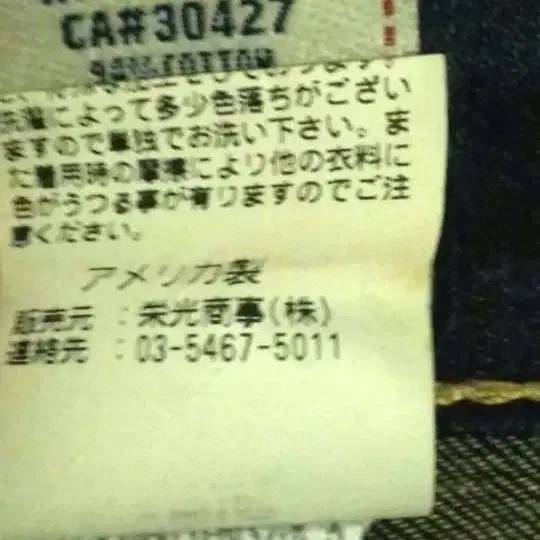 CA#30427
98% COTTON
洗濯によって多少色落ちがござい
ますので単独でお洗い下さい。ま
た着用時の摩擦により他の衣料に
色がうつる事が有りますのでご注
意ください。
アメリカ製
販売元 : 栄光商事(株)
連絡先 : 03-5467-5011